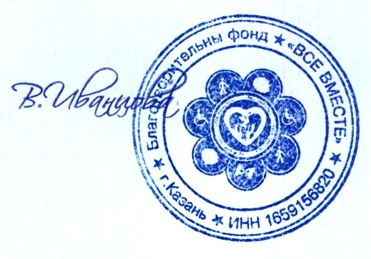 В.Иванцова
Благотворительны фонд ★ «ВСЕ ВМЕСТЕ» ★
г.Казань ★ ИНН 1659156820 ★